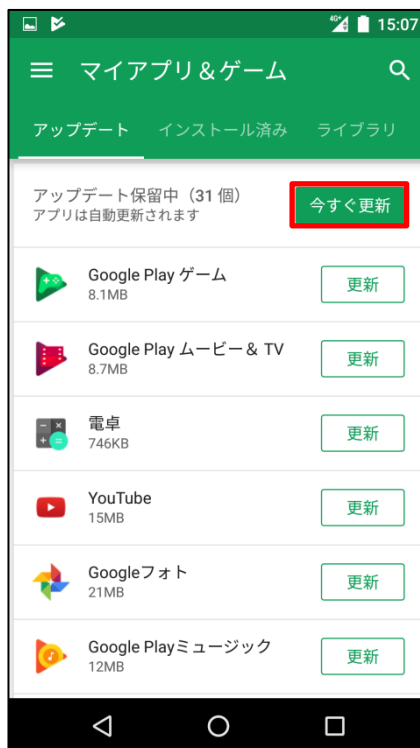 4G+ 15:07
マイアプリ＆ゲーム
アップデート インストール済み ライブラリ
アップデート保留中（31 個）
アプリは自動更新されます
今すぐ更新
Google Play ゲーム
8.1MB
更新
Google Play ムービー＆ TV
8.7MB
更新
電卓
746KB
更新
YouTube
15MB
更新
Googleフォト
21MB
更新
Google Playミュージック
12MB
更新